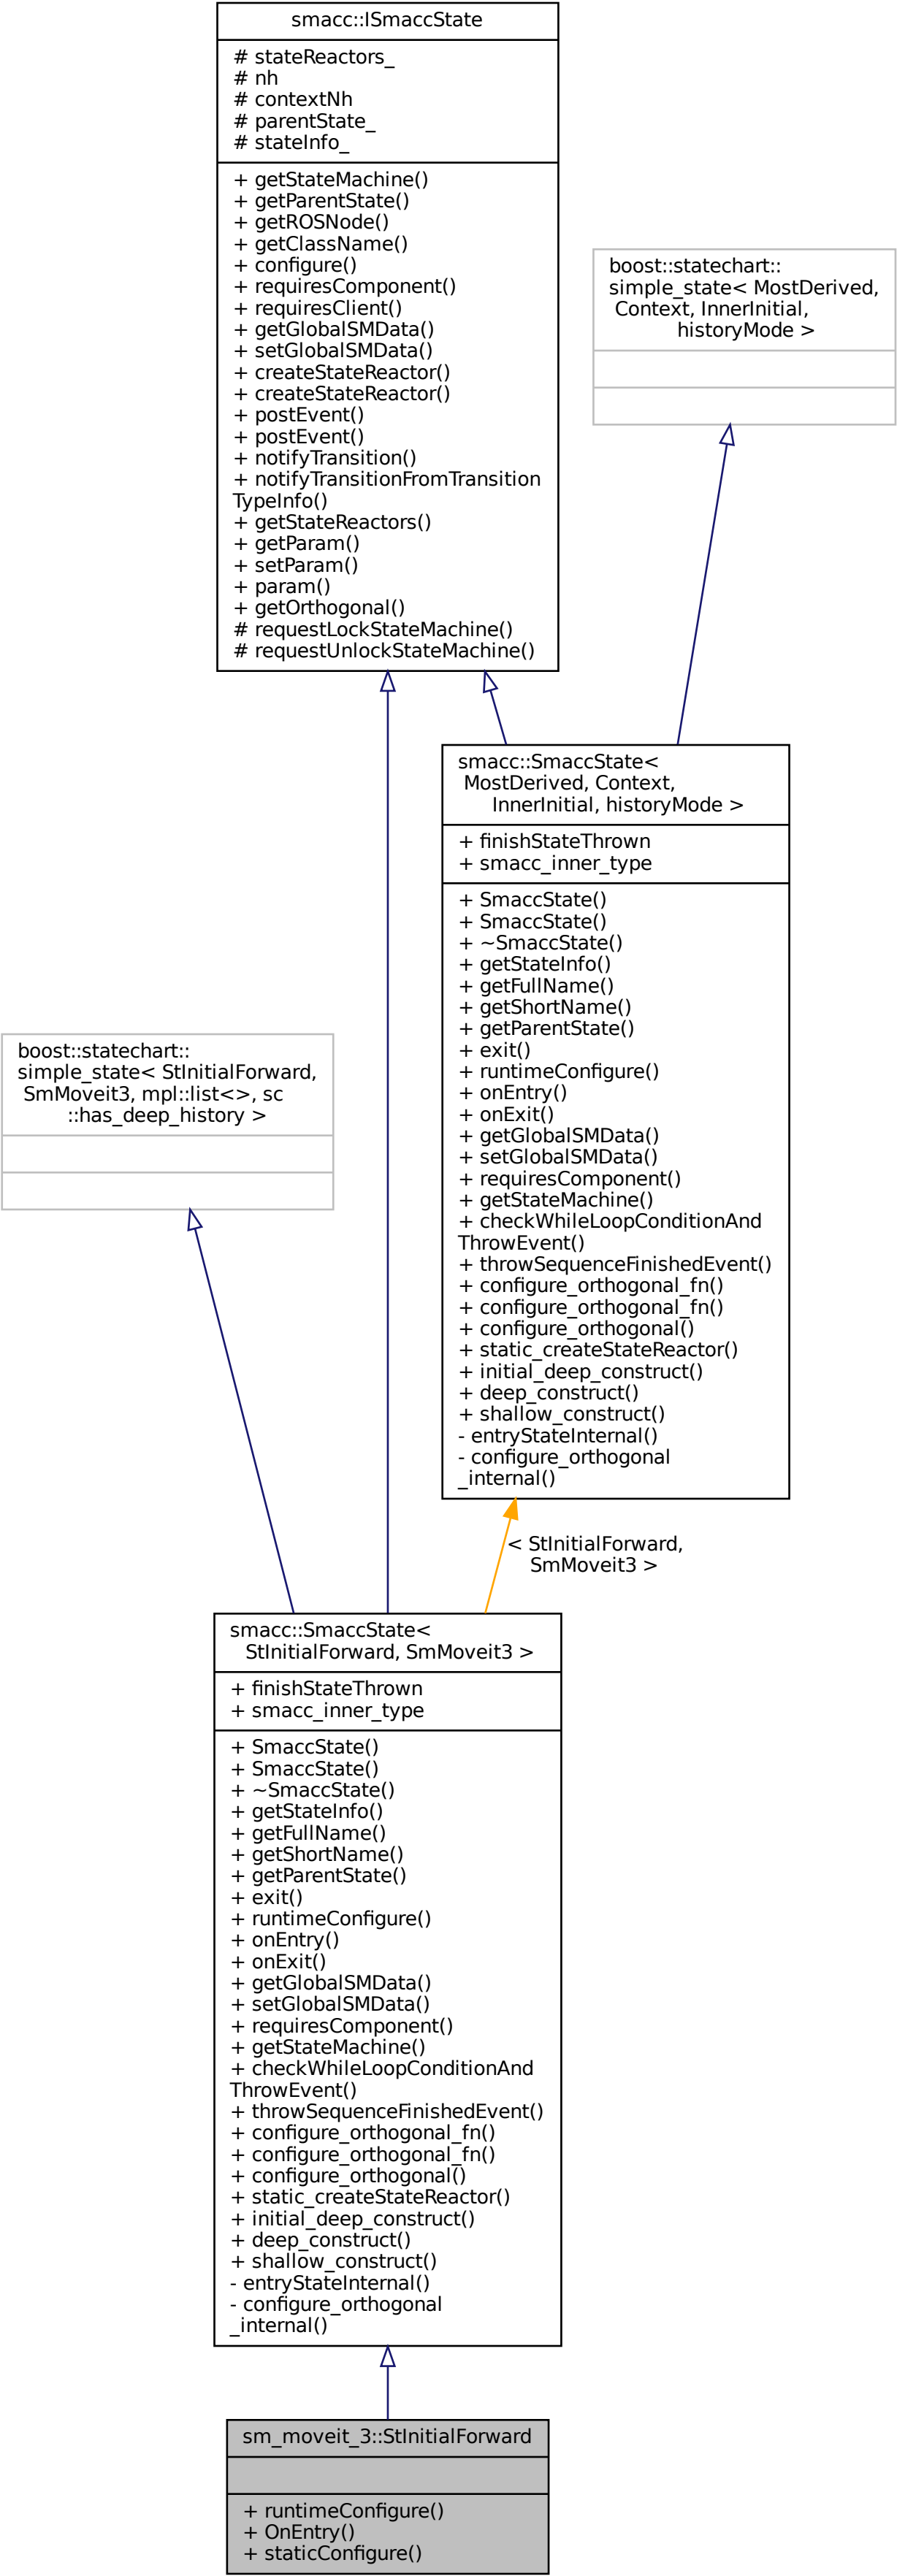 smacc::ISmaccState
# stateReactors_
# nh
# contextNh
# parentState_
# stateInfo_
+ getStateMachine()
+ getParentState()
+ getROSNode()
+ getClassName()
+ configure()
+ requiresComponent()
+ requiresClient()
+ getGlobalSMData()
+ setGlobalSMData()
+ createStateReactor()
+ createStateReactor()
+ postEvent()
+ postEvent()
+ notifyTransition()
+ notifyTransitionFromTransition
TypeInfo()
+ getStateReactors()
+ getParam()
+ setParam()
+ param()
+ getOrthogonal()
# requestLockStateMachine()
# requestUnlockStateMachine()
boost::statechart::
simple_state< MostDerived,
Context, InnerInitial,
historyMode >
smacc::SmaccState<
MostDerived, Context,
InnerInitial, historyMode >
+ finishStateThrown
+ smacc_inner_type
+ SmaccState()
+ SmaccState()
+ ~SmaccState()
+ getStateInfo()
+ getFullName()
+ getShortName()
+ getParentState()
+ exit()
+ runtimeConfigure()
+ onEntry()
+ onExit()
+ getGlobalSMData()
+ setGlobalSMData()
+ requiresComponent()
+ getStateMachine()
+ checkWhileLoopConditionAnd
ThrowEvent()
+ throwSequenceFinishedEvent()
+ configure_orthogonal_fn()
+ configure_orthogonal_fn()
+ configure_orthogonal()
+ static_createStateReactor()
+ initial_deep_construct()
+ deep_construct()
+ shallow_construct()
- entryStateInternal()
- configure_orthogonal
_internal()
boost::statechart::
simple_state< StInitialForward,
SmMoveit3, mpl::list<>, sc
::has_deep_history >
< StInitialForward,
SmMoveit3 >
smacc::SmaccState<
StInitialForward, SmMoveit3 >
+ finishStateThrown
+ smacc_inner_type
+ SmaccState()
+ SmaccState()
+ ~SmaccState()
+ getStateInfo()
+ getFullName()
+ getShortName()
+ getParentState()
+ exit()
+ runtimeConfigure()
+ onEntry()
+ onExit()
+ getGlobalSMData()
+ setGlobalSMData()
+ requiresComponent()
+ getStateMachine()
+ checkWhileLoopConditionAnd
ThrowEvent()
+ throwSequenceFinishedEvent()
+ configure_orthogonal_fn()
+ configure_orthogonal_fn()
+ configure_orthogonal()
+ static_createStateReactor()
+ initial_deep_construct()
+ deep_construct()
+ shallow_construct()
- entryStateInternal()
- configure_orthogonal
_internal()
sm_moveit_3::StInitialForward
+ runtimeConfigure()
+ OnEntry()
+ staticConfigure()